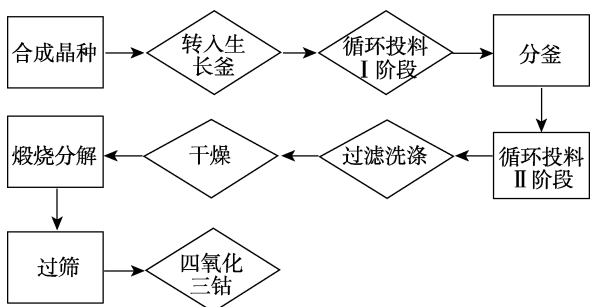 合成晶种
转入生
长釜
循环投料
Ⅰ阶段
分釜
循环投料
Ⅱ阶段
过滤洗涤
干燥
煅烧分解
过筛
四氧化
三钴